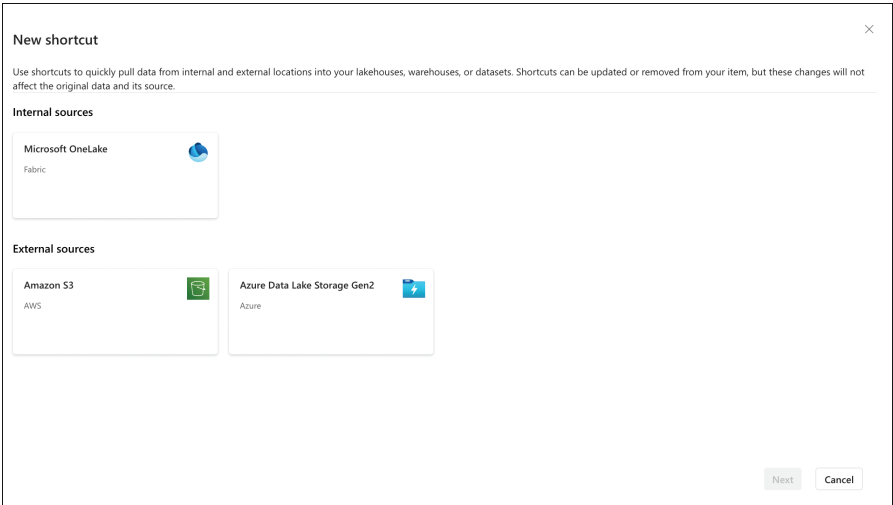 New shortcut
Use shortcuts to quickly pull data from internal and external locations into your lakehouses, warehouses, or datasets. Shortcuts can be updated or removed from your item, but these changes will not
affect the original data and its source.
Internal sources
Microsoft OneLake
Fabric
External sources
Amazon S3
AWS
Azure Data Lake Storage Gen2
Azure
Next
Cancel